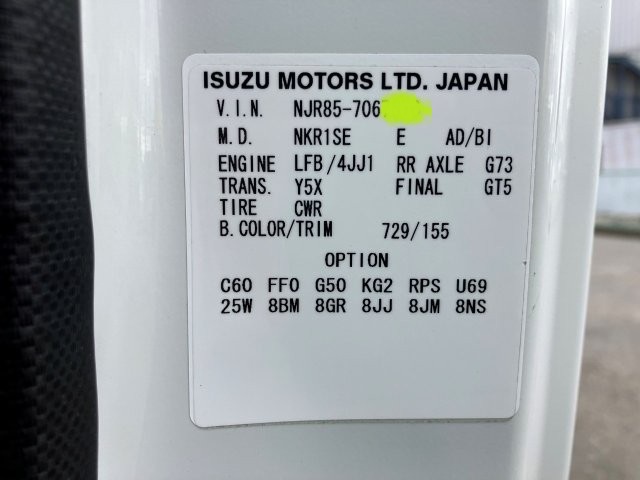 ISUZU MOTORS LTD. JAPAN
V.I.N. NJR85-706
M.D. NKR1SE E AD/BI
ENGINE LFB/4JJ1 RR AXLE G73
TRANS. Y5X FINAL GT5
TIRE CWR
B.COLOR/TRIM 729/155
OPTION
C60 FF0 G50 KG2 RPS U69
25W 8BM 8GR 8JJ 8JM 8NS